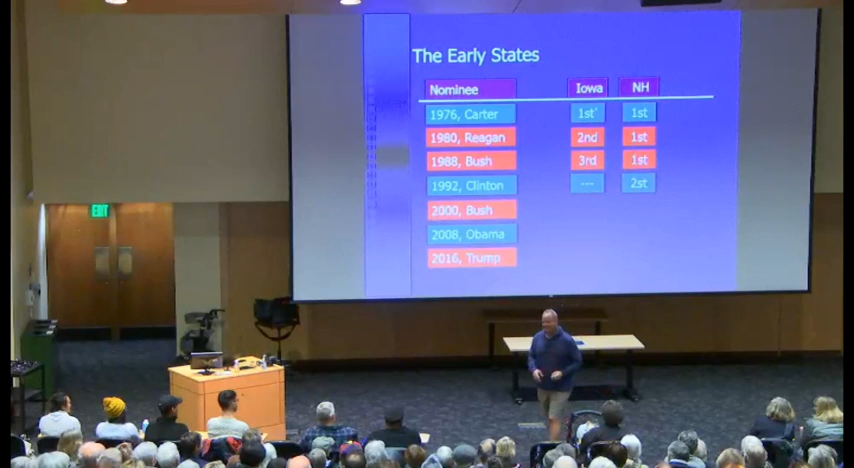 The Early States
Nominee Iowa NH
1976, Carter 1st' 1st
1980, Reagan 2nd 1st
1988, Bush 3rd 1st
1992, Clinton --- 2st
2000, Bush
2008, Obama
2016, Trump
EXIT